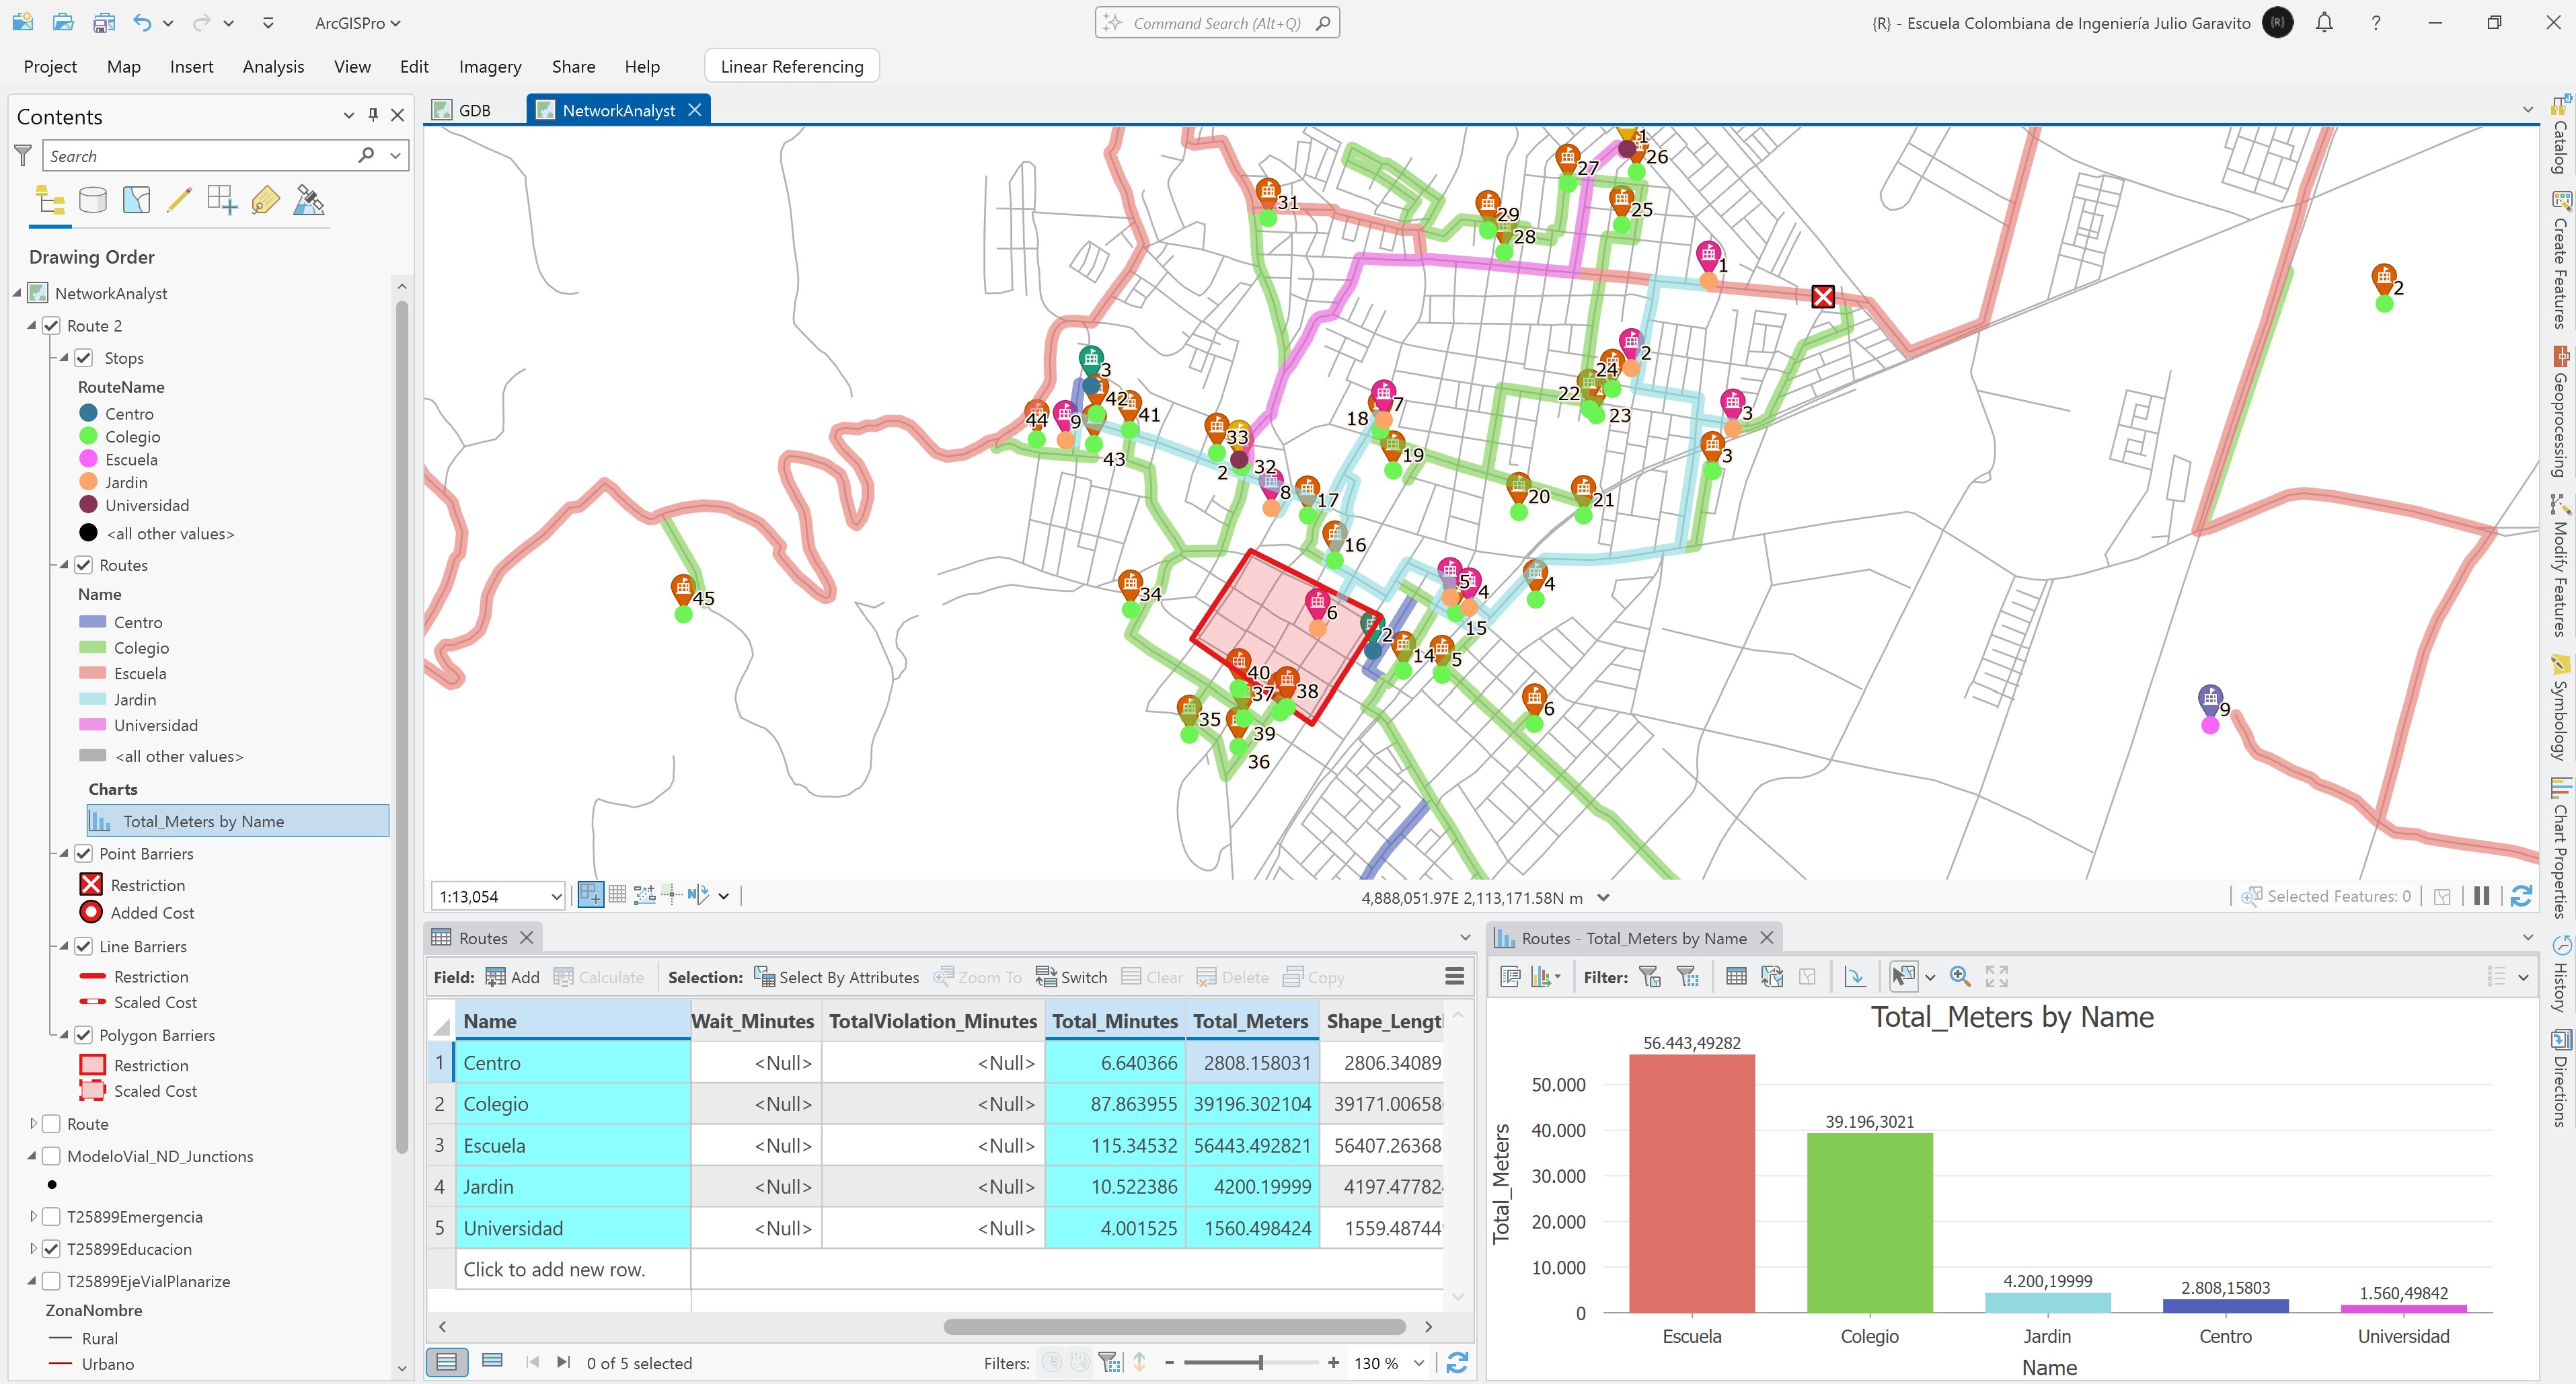 ArcGISPro
Command Search (Alt+Q)
{R} - Escuela Colombiana de Ingeniería Julio Garavito
{R}
?
Project Map Insert Analysis View Edit Imagery Share Help Linear Referencing
Contents
Search
Drawing Order
NetworkAnalyst
Route 2
Stops
RouteName
Centro
Colegio
Escuela
Jardin
Universidad
<all other values>
Routes
Name
Centro
Colegio
Escuela
Jardin
Universidad
<all other values>
Charts
Total_Meters by Name
Point Barriers
Restriction
Added Cost
Line Barriers
Restriction
Scaled Cost
Polygon Barriers
Restriction
Scaled Cost
Route
ModeloVial_ND_Junctions
T25899Emergencia
T25899Educacion
T25899EjeVialPlanarize
ZonaNombre
Rural
Urbano
GDB
NetworkAnalyst
1
26
27
31
29
25
28
1
2
3
2
42
24
44
9
41
7
22
18
23
3
33
43
19
3
2
32
8
17
20
21
16
5
4
4
45
34
6
15
2
14
5
40
37
38
35
6
39
9
36
1:13,054
4,888,051.97E 2,113,171.58N m
Selected Features: 0
Routes
Field: Add Calculate Selection: Select By Attributes Zoom To Switch Clear Delete Copy
Name Wait_Minutes TotalViolation_Minutes Total_Minutes Total_Meters Shape_Lengt
1 Centro <Null> <Null> 6.640366 2808.158031 2806.34089
2 Colegio <Null> <Null> 87.863955 39196.302104 39171.00658
3 Escuela <Null> <Null> 115.34532 56443.492821 56407.26368
4 Jardin <Null> <Null> 10.522386 4200.19999 4197.47782
5 Universidad <Null> <Null> 4.001525 1560.498424 1559.48744
Click to add new row.
0 of 5 selected
Filters:
130 %
Routes - Total_Meters by Name
Filter:
Total_Meters by Name
56.443,49282
50.000
39.196,3021
40.000
30.000
20.000
10.000
4.200,19999
2.808,15803
1.560,49842
0
Total_Meters
Escuela Colegio Jardin Centro Universidad
Name
Catalog
Create Features
Geoprocessing
Modify Features
Symbology
Chart Properties
History
Directions